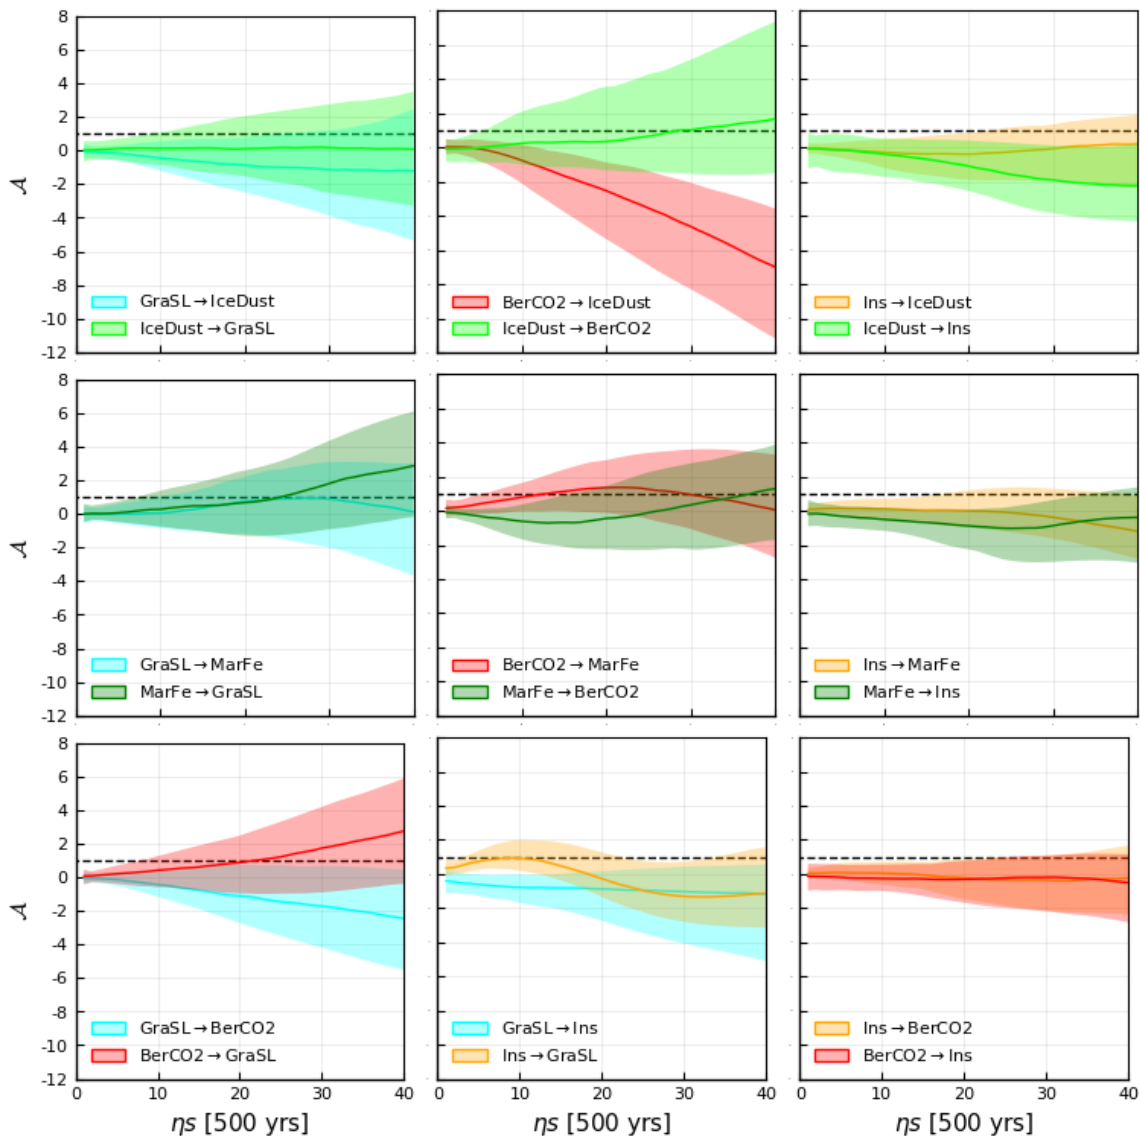 8
6
4
2
0
-2
-4
-6
-8
-10
-12
𝒜
GraSL→IceDust
IceDust→GraSL
BerCO2→IceDust
IceDust→BerCO2
Ins→IceDust
IceDust→Ins
8
6
4
2
0
-2
-4
-6
-8
-10
-12
𝒜
GraSL→MarFe
MarFe→GraSL
BerCO2→MarFe
MarFe→BerCO2
Ins→MarFe
MarFe→Ins
8
6
4
2
0
-2
-4
-6
-8
-10
-12
𝒜
GraSL→BerCO2
BerCO2→GraSL
GraSL→Ins
Ins→GraSL
Ins→BerCO2
BerCO2→Ins
0 10 20 30 40
0 10 20 30 40
0 10 20 30 40
ηs [500 yrs]
ηs [500 yrs]
ηs [500 yrs]